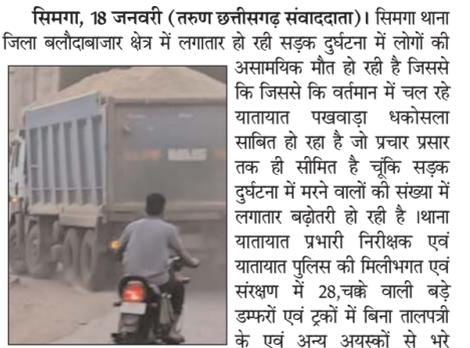 सिमगा, 18 जनवरी (तरुण छत्तीसगढ़ संवाददाता)। सिमगा थाना
जिला बलौदाबाजार क्षेत्र में लगातार हो रही सड़क दुर्घटना में लोगों की
असामयिक मौत हो रही है जिससे
कि जिससे कि वर्तमान में चल रहे
यातायात पखवाड़ा धकोसला
साबित हो रहा है जो प्रचार प्रसार
तक ही सीमित है चूंकि सड़क
दुर्घटना में मरने वालों की संख्या में
लगातार बढ़ोतरी हो रही है ।थाना
यातायात प्रभारी निरीक्षक एवं
यातायात पुलिस की मिलीभगत एवं
संरक्षण में 28,चक्के वाली बड़े
डम्फरों एवं ट्रकों में बिना तालपत्री
के एवं अन्य अयस्कों से भरे